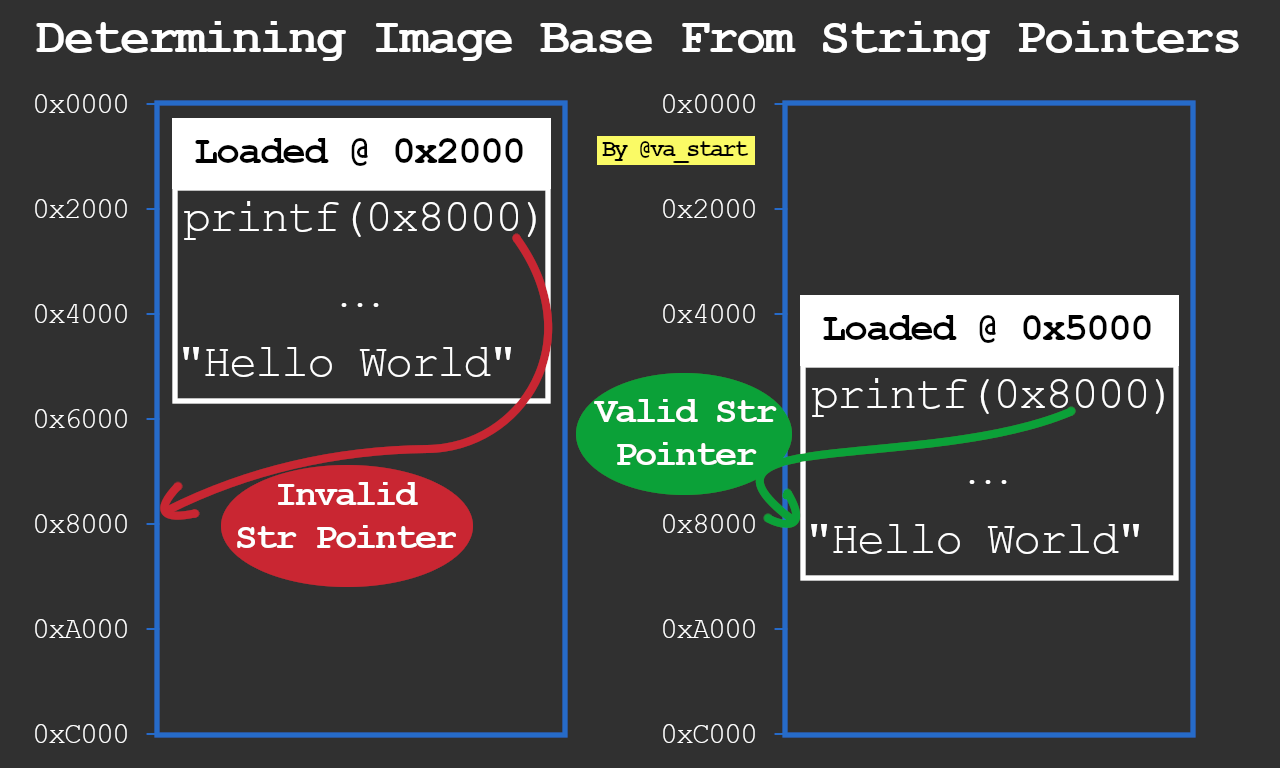 Determining Image Base From String Pointers
0x0000
0x2000
0x4000
0x6000
0x8000
0xA000
0xC000
Loaded @ 0x2000
printf(0x8000)
...
"Hello World"
Invalid
Str Pointer
By @va_start
0x0000
0x2000
0x4000
0x8000
0xA000
0xC000
Valid Str
Pointer
Loaded @ 0x5000
printf(0x8000)
...
"Hello World"